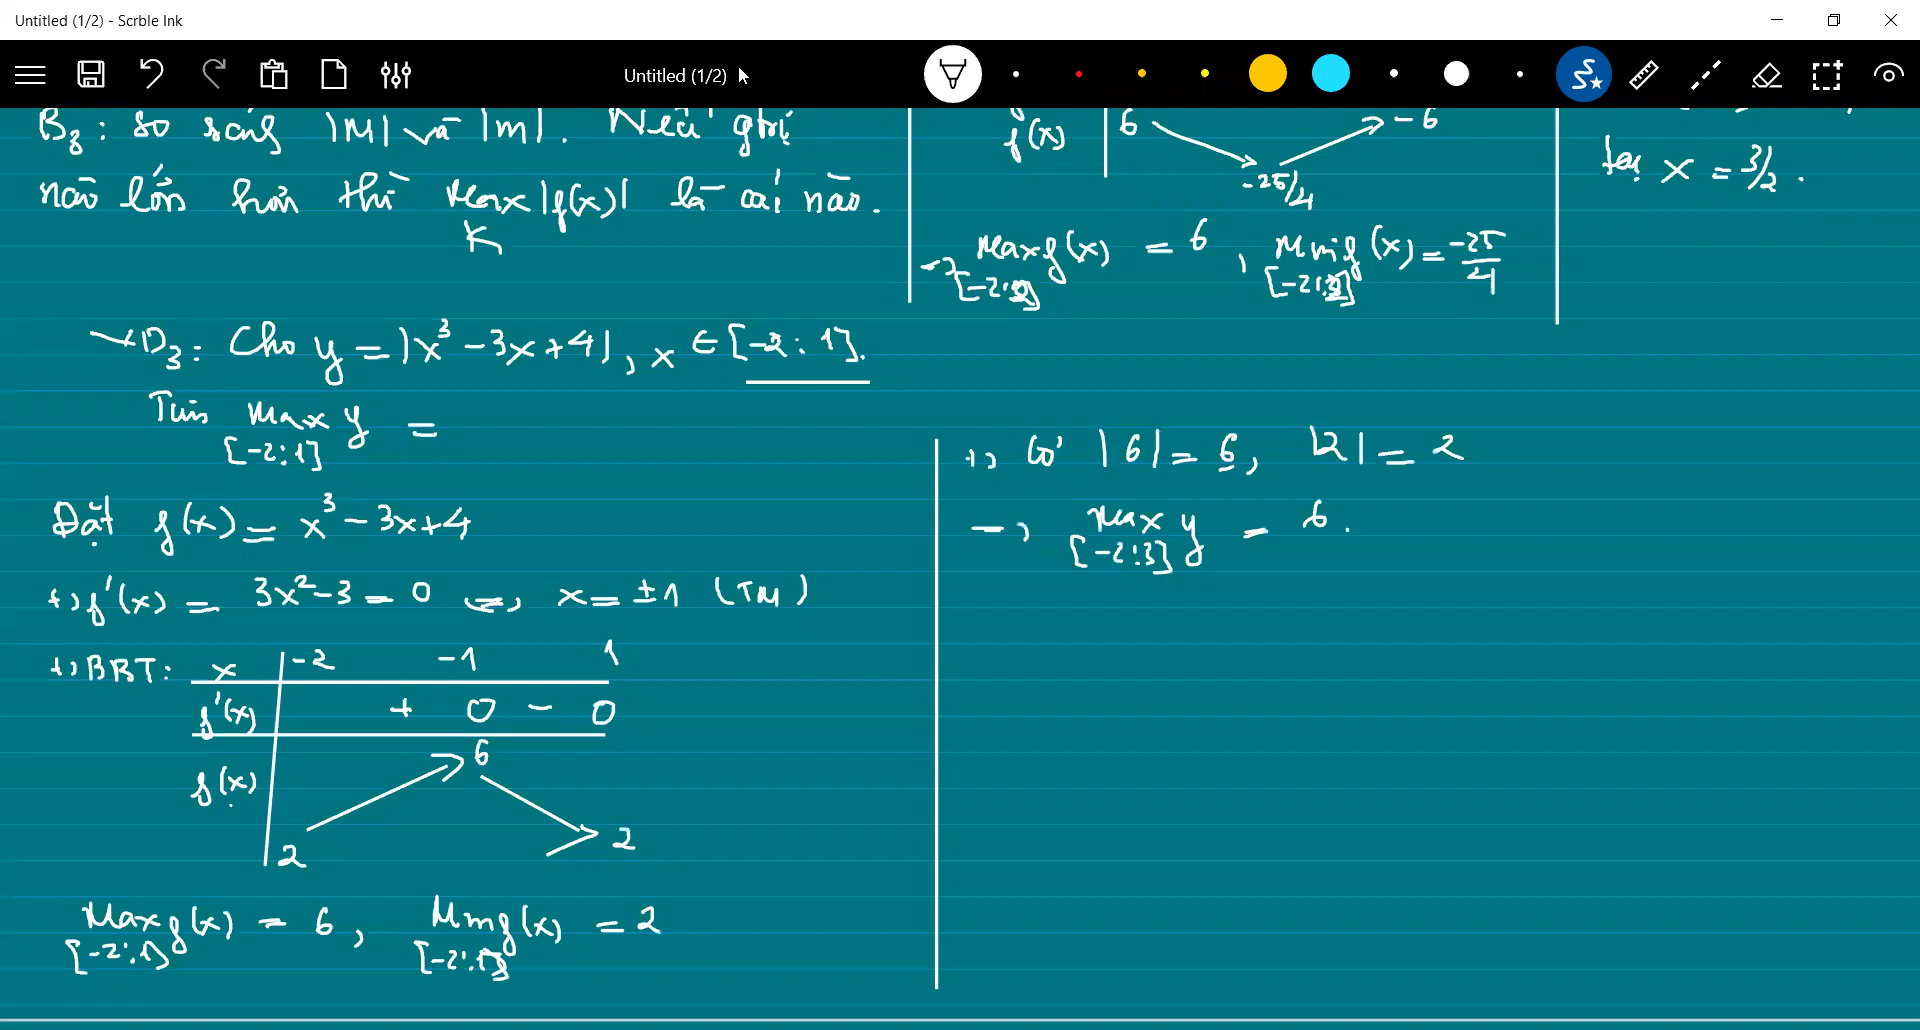 Untitled (1/2) - Scrble Ink
Untitled (1/2)
B3: So sánh |M| và |m|. Nếu gtrị
nào lớn hơn thì Max|f(x)| là cái nào.
K
f(x) 6 -6
-25/4
→ Max f(x) = 6, Min f(x) = -25/4
tại x = 3/2.
D3: Cho y = |x³ - 3x + 4|, x ∈ [-2; 1].
Tìm Max y =
[-2; 1]
Đặt f(x) = x³ - 3x + 4
+) f'(x) = 3x² - 3 = 0 <=> x = ±1 (TM)
+) BBT: x -2 -1 1
f'(x) + 0 - 0
f(x) 2 6 2
Max f(x) = 6, Min f(x) = 2
[-2; 1] [-2; 1]
+) Có |6| = 6, |2| = 2
→ Max y = 6.
[-2; 3]